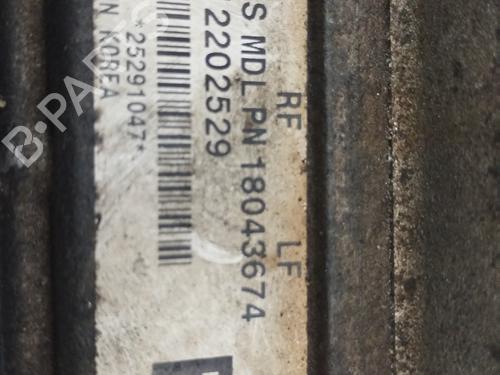 RF LF
S MDL PN 18043674
2202529
*25291047*
N KOREA
B-PARTS